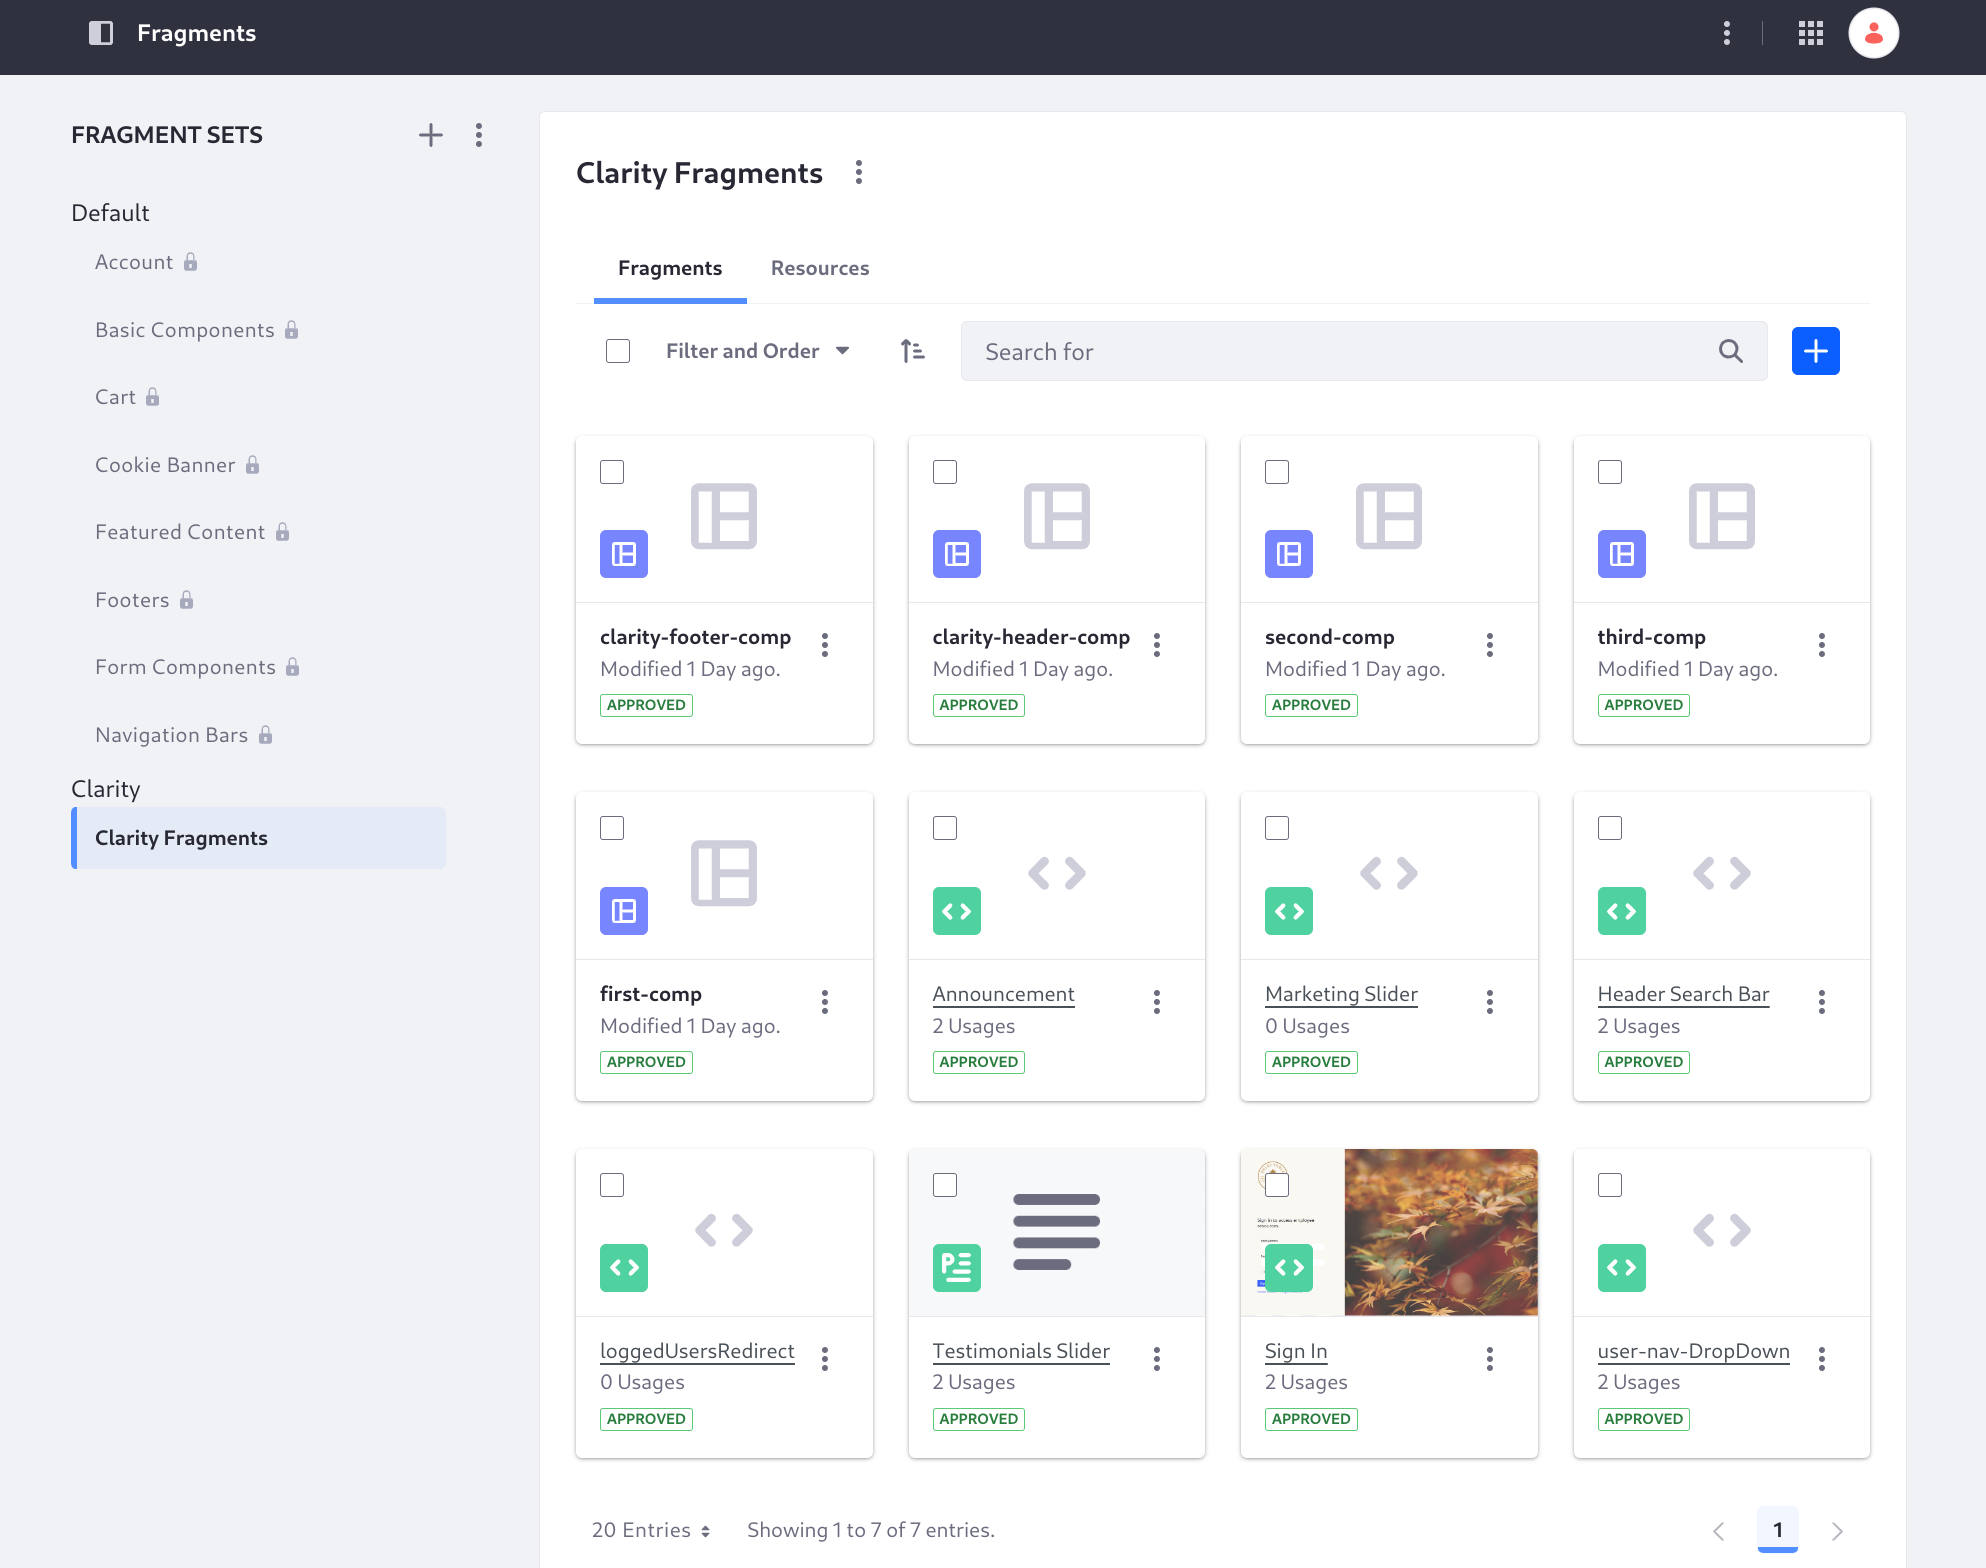 Fragments
FRAGMENT SETS
Default
Account
Basic Components
Cart
Cookie Banner
Featured Content
Footers
Form Components
Navigation Bars
Clarity
Clarity Fragments
Clarity Fragments
Fragments Resources
Filter and Order
Search for
clarity-footer-comp
Modified 1 Day ago.
APPROVED
clarity-header-comp
Modified 1 Day ago.
APPROVED
second-comp
Modified 1 Day ago.
APPROVED
third-comp
Modified 1 Day ago.
APPROVED
first-comp
Modified 1 Day ago.
APPROVED
Announcement
2 Usages
APPROVED
Marketing Slider
0 Usages
APPROVED
Header Search Bar
2 Usages
APPROVED
loggedUsersRedirect
0 Usages
APPROVED
Testimonials Slider
2 Usages
APPROVED
Sign in to access employee
Sign In
2 Usages
APPROVED
user-nav-DropDown
2 Usages
APPROVED
20 Entries Showing 1 to 7 of 7 entries.
1